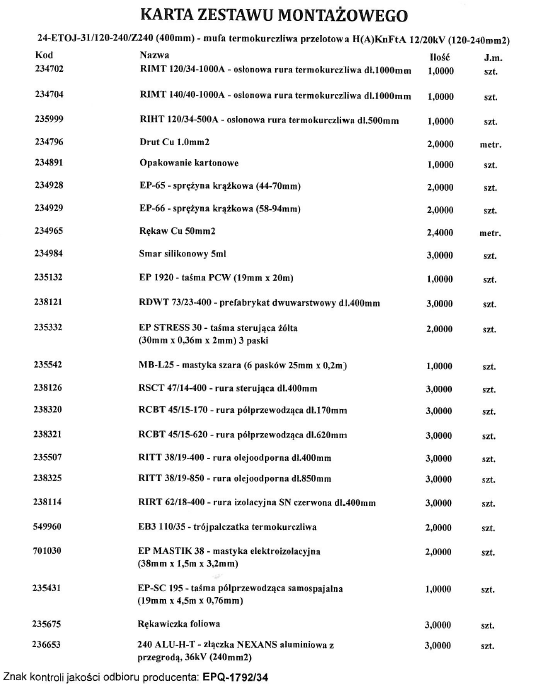 KARTA ZESTAWU MONTAŻOWEGO
24-ETOJ-31/120-240/Z240 (400mm) - mufa termokurczliwa przelotowa H(A)KnFtA 12/20kV (120-240mm2)
Kod Nazwa Ilość J.m.
234702 RIMT 120/34-1000A - osłonowa rura termokurczliwa dł.1000mm 1,0000 szt.
234704 RIMT 140/40-1000A - osłonowa rura termokurczliwa dł.1000mm 1,0000 szt.
235999 RIHT 120/34-500A - osłonowa rura termokurczliwa dł.500mm 1,0000 szt.
234796 Drut Cu 1.0mm2 2,0000 metr.
234891 Opakowanie kartonowe 1,0000 szt.
234928 EP-65 - sprężyna krążkowa (44-70mm) 2,0000 szt.
234929 EP-66 - sprężyna krążkowa (58-94mm) 2,0000 szt.
234965 Rękaw Cu 50mm2 2,4000 metr.
234984 Smar silikonowy 5ml 3,0000 szt.
235132 EP 1920 - taśma PCW (19mm x 20m) 1,0000 szt.
238121 RDWT 73/23-400 - prefabrykat dwuwarstwowy dł.400mm 3,0000 szt.
235332 EP STRESS 30 - taśma sterująca żółta 2,0000 szt.
(30mm x 0,36m x 2mm) 3 paski
235542 MB-L25 - mastyka szara (6 pasków 25mm x 0,2m) 1,0000 szt.
238126 RSCT 47/14-400 - rura sterująca dł.400mm 3,0000 szt.
238320 RCBT 45/15-170 - rura półprzewodząca dł.170mm 3,0000 szt.
238321 RCBT 45/15-620 - rura półprzewodząca dł.620mm 3,0000 szt.
235507 RITT 38/19-400 - rura olejoodporna dł.400mm 3,0000 szt.
238325 RITT 38/19-850 - rura olejoodporna dł.850mm 3,0000 szt.
238114 RIRT 62/18-400 - rura izolacyjna SN czerwona dł.400mm 3,0000 szt.
549960 EB3 110/35 - trójpalczatka termokurczliwa 2,0000 szt.
701030 EP MASTIK 38 - mastyka elektroizolacyjna 2,0000 szt.
(38mm x 1,5m x 3,2mm)
235431 EP-SC 195 - taśma półprzewodząca samospajalna 1,0000 szt.
(19mm x 4,5m x 0,76mm)
235675 Rękawiczka foliowa 3,0000 szt.
236653 240 ALU-H-T - złączka NEXANS aluminiowa z 3,0000 szt.
przegrodą, 36kV (240mm2)
Znak kontroli jakości odbioru producenta: EPQ-1792/34